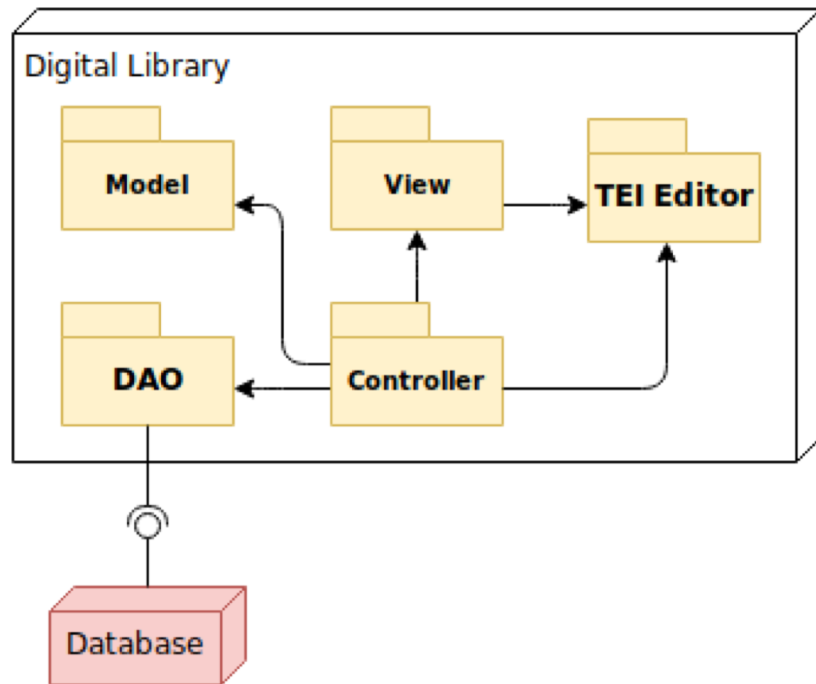 Digital Library
Model
View
TEI Editor
DAO
Controller
Database